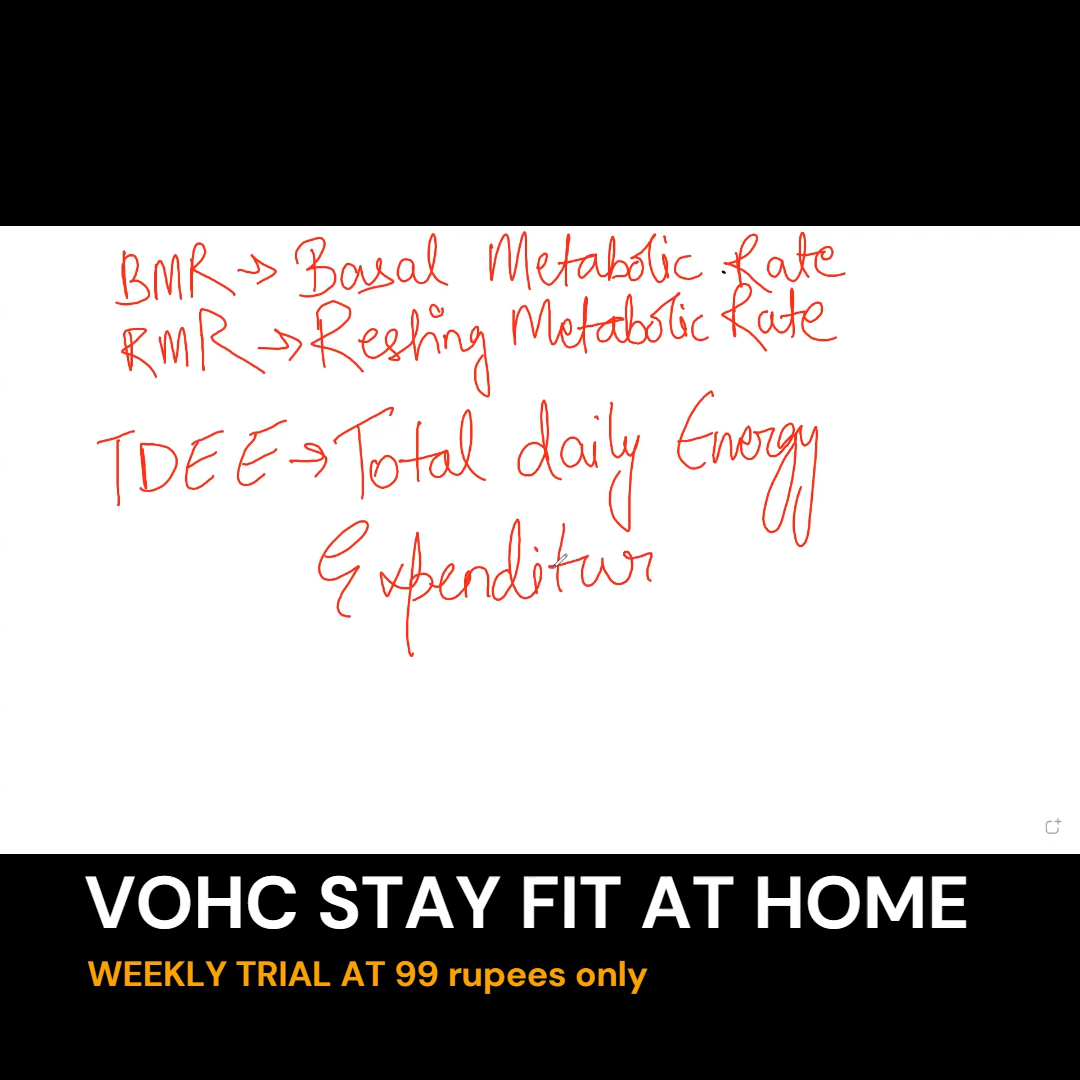 BMR → Basal Metabolic Rate
RMR → Resting Metabolic Rate
TDEE → Total daily Energy
Expenditur
VOHC STAY FIT AT HOME
WEEKLY TRIAL AT 99 rupees only